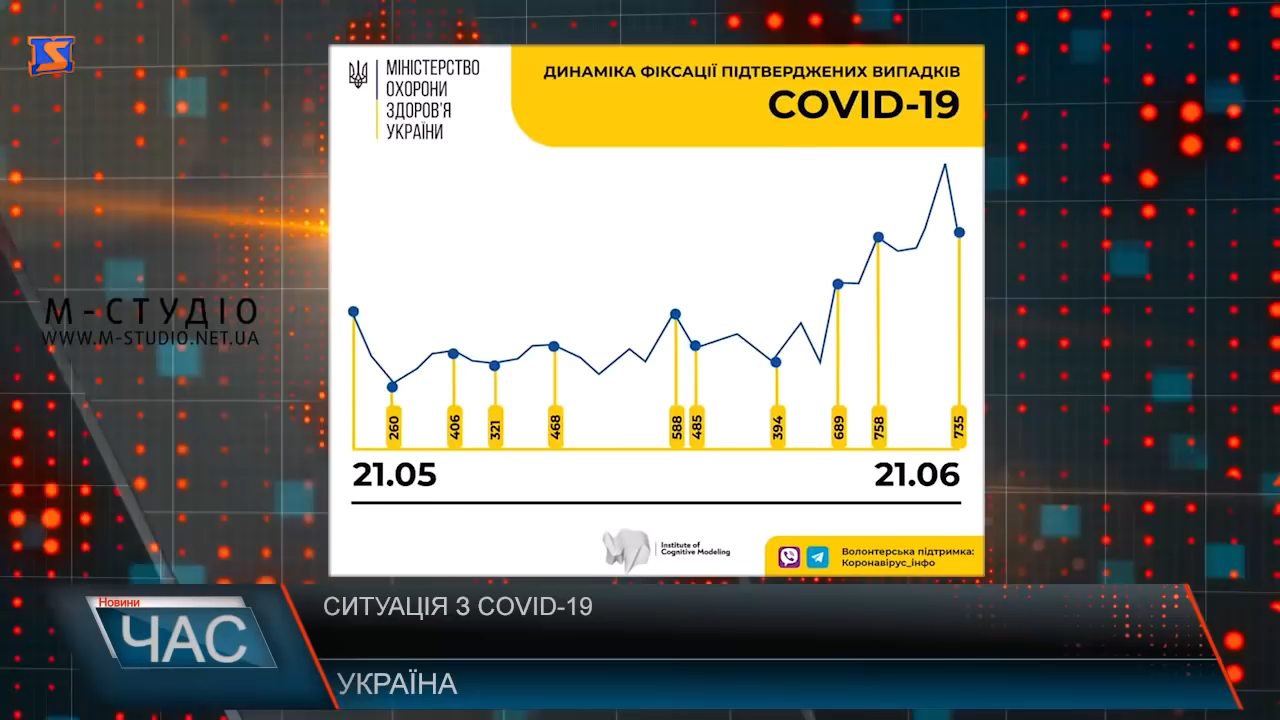 МІНІСТЕРСТВО
ОХОРОНИ
ЗДОРОВ'Я
УКРАЇНИ
ДИНАМІКА ФІКСАЦІЇ ПІДТВЕРДЖЕНИХ ВИПАДКІВ
COVID-19
М-СТУДІО
WWW.M-STUDIO.NET.UA
260
406
321
468
588
485
394
689
758
735
21.05
21.06
Institute of
Cognitive Modeling
Волонтерська підтримка:
Коронавірус_інфо
Новини
ЧАС
СИТУАЦІЯ З COVID-19
УКРАЇНА